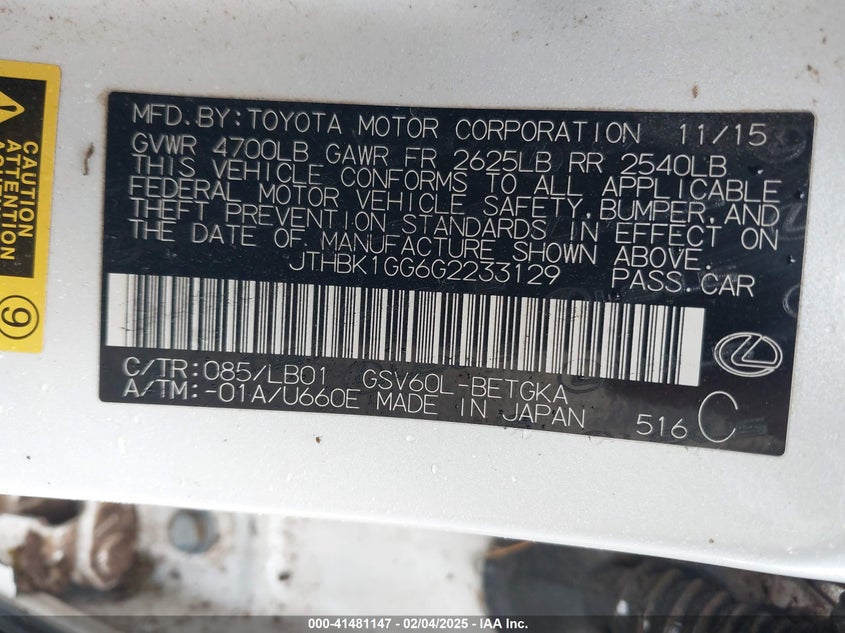 CAUTION
ATTENTION
9
MFD.BY:TOYOTA MOTOR CORPORATION 11/15
GVWR 4700LB GAWR FR 2625LB RR 2540LB
THIS VEHICLE CONFORMS TO ALL APPLICABLE
FEDERAL MOTOR VEHICLE SAFETY,BUMPER,AND
THEFT PREVENTION STANDARDS IN EFFECT ON
THE DATE OF MANUFACTURE SHOWN ABOVE.
JTHBK1GG6G2233129 PASS.CAR
C/TR:085/LB01 GSV60L-BETGKA
A/TM:-01A/U660E MADE IN JAPAN
516 C
000-41481147 - 02/04/2025 - © IAA, Inc.